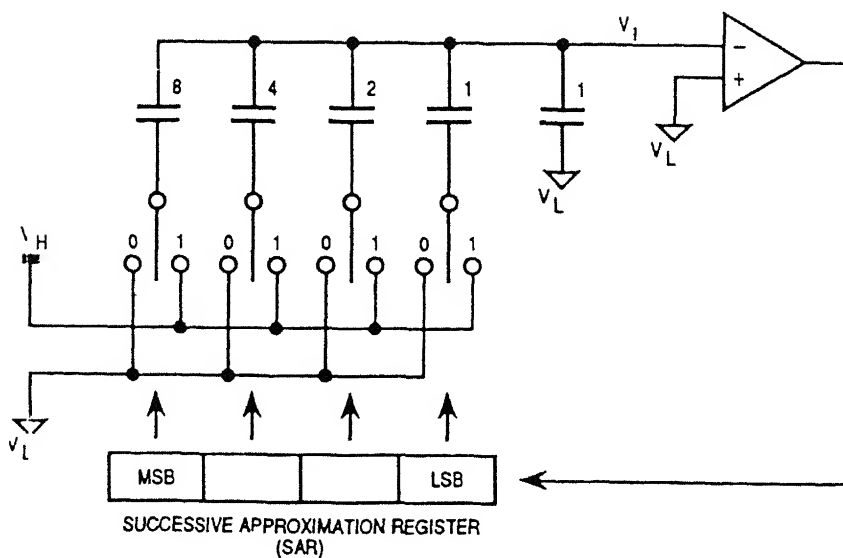 V1
8 4 2 1 1
−
+
VL
VL
H
0 1 0 1 0 1 0 1
VL
MSB LSB
SUCCESSIVE APPROXIMATION REGISTER
(SAR)